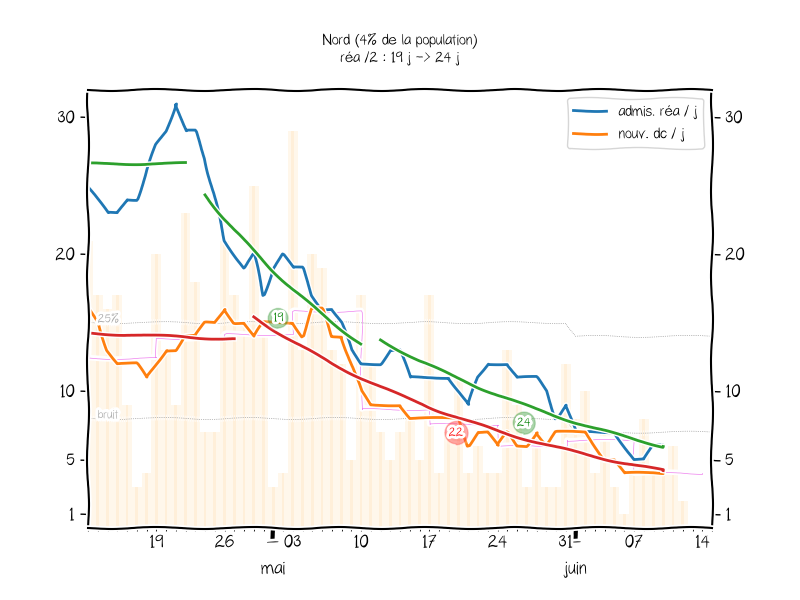 Nord (4% de la population)
réa /2 : 19 j -> 24 j
admis. réa / j
nouv. dc / j
30
30
20
20
25%
19
10
10
bruit
22
24
5
5
1
1
19 26 03 10 17 24 31 07 14
mai juin